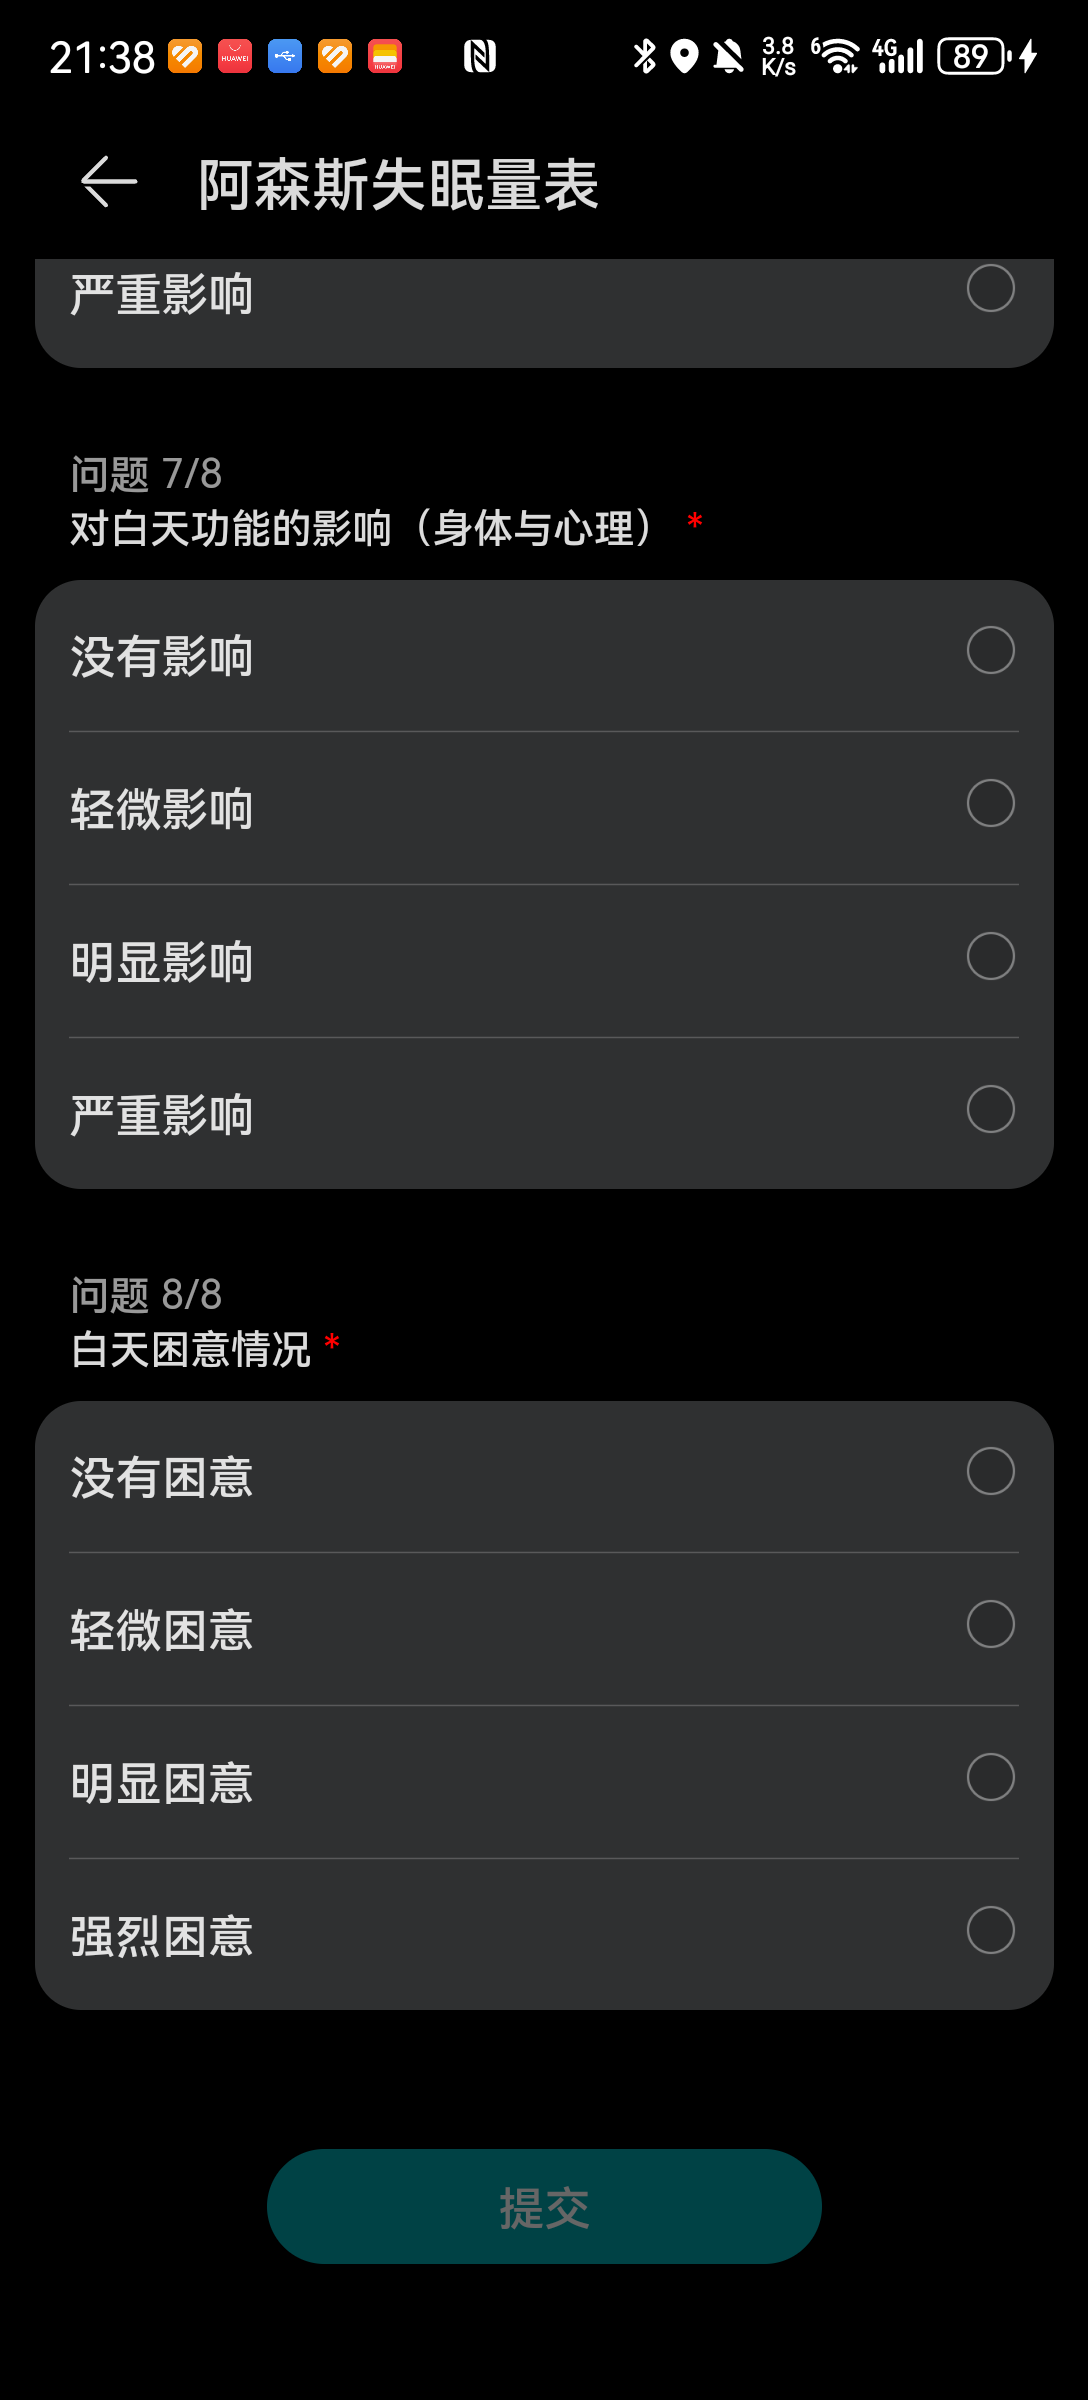 21:38
HUAWEI
HUAWEI
3.8 K/s
6
4G
89
阿森斯失眠量表
严重影响
问题 7/8
对白天功能的影响（身体与心理） *
没有影响
轻微影响
明显影响
严重影响
问题 8/8
白天困意情况 *
没有困意
轻微困意
明显困意
强烈困意
提交